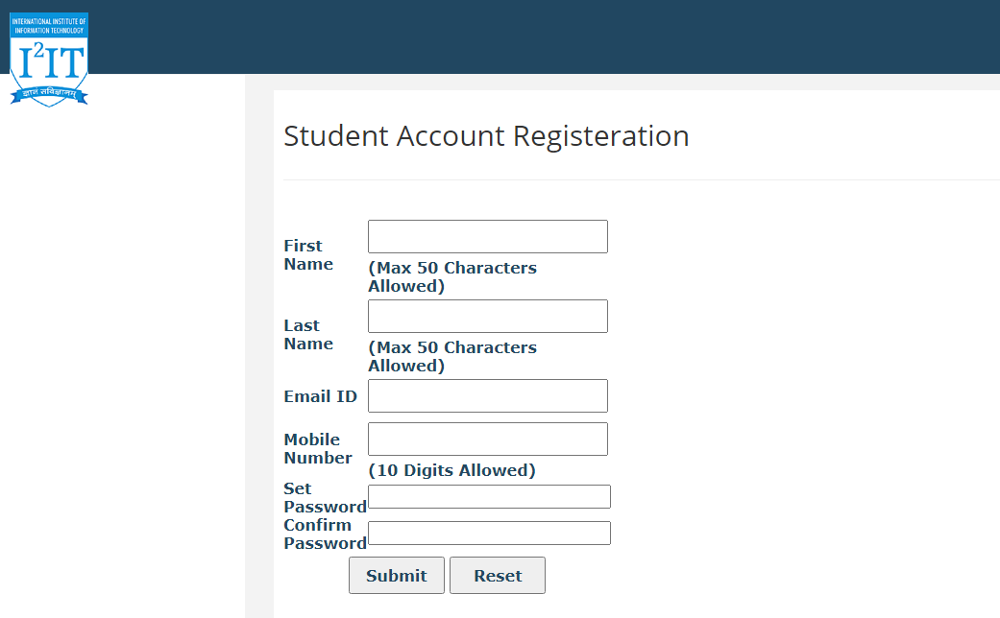 INTERNATIONAL INSTITUTE OF
INFORMATION TECHNOLOGY
I²IT
ज्ञानं सविज्ञानम्
Student Account Registeration
First
Name
(Max 50 Characters
Allowed)
Last
Name
(Max 50 Characters
Allowed)
Email ID
Mobile
Number
(10 Digits Allowed)
Set
Password
Confirm
Password
Submit Reset